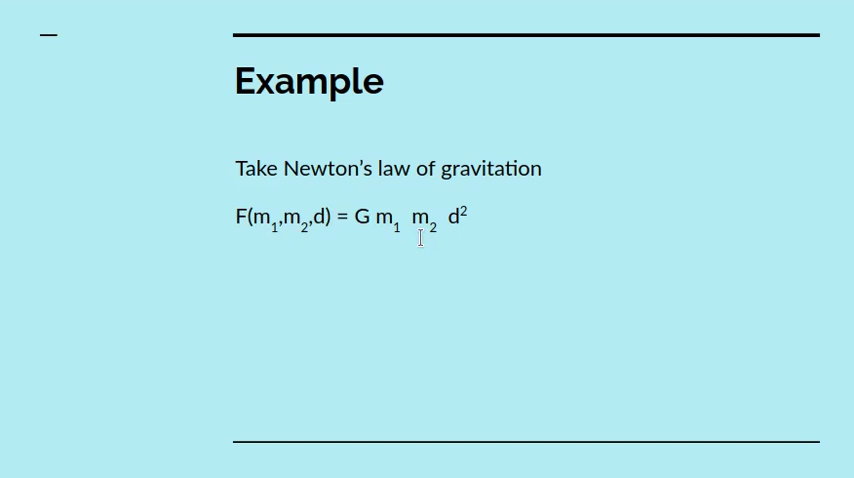 Example
Take Newton’s law of gravitation
F(m₁,m₂,d) = G m₁ m₂ d²